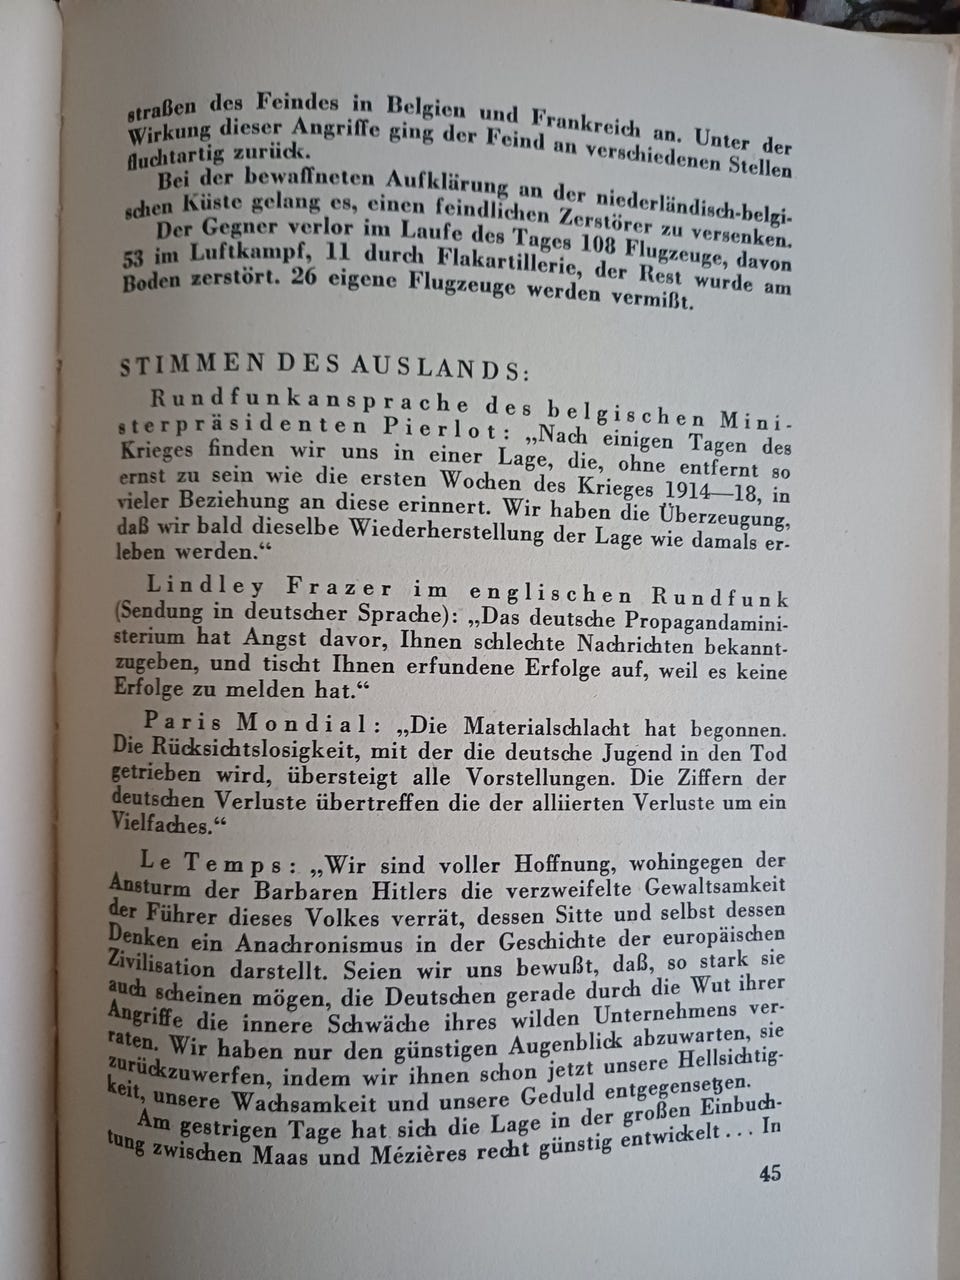 straßen des Feindes in Belgien und Frankreich an. Unter der
Wirkung dieser Angriffe ging der Feind an verschiedenen Stellen
fluchtartig zurück.
Bei der bewaffneten Aufklärung an der niederländisch-belgi-
schen Küste gelang es, einen feindlichen Zerstörer zu versenken.
Der Gegner verlor im Laufe des Tages 108 Flugzeuge, davon
53 im Luftkampf, 11 durch Flakartillerie, der Rest wurde am
Boden zerstört. 26 eigene Flugzeuge werden vermißt.
STIMMEN DES AUSLANDS:
Rundfunkansprache des belgischen Mini-
sterpräsidenten Pierlot: „Nach einigen Tagen des
Krieges finden wir uns in einer Lage, die, ohne entfernt so
ernst zu sein wie die ersten Wochen des Krieges 1914—18, in
vieler Beziehung an diese erinnert. Wir haben die Überzeugung,
daß wir bald dieselbe Wiederherstellung der Lage wie damals er-
leben werden.“
Lindley Frazer im englischen Rundfunk
(Sendung in deutscher Sprache): „Das deutsche Propagandamini-
sterium hat Angst davor, Ihnen schlechte Nachrichten bekannt-
zugeben, und tischt Ihnen erfundene Erfolge auf, weil es keine
Erfolge zu melden hat.“
Paris Mondial: „Die Materialschlacht hat begonnen.
Die Rücksichtslosigkeit, mit der die deutsche Jugend in den Tod
getrieben wird, übersteigt alle Vorstellungen. Die Ziffern der
deutschen Verluste übertreffen die der alliierten Verluste um ein
Vielfaches.“
Le Temps: „Wir sind voller Hoffnung, wohingegen der
Ansturm der Barbaren Hitlers die verzweifelte Gewaltsamkeit
der Führer dieses Volkes verrät, dessen Sitte und selbst dessen
Denken ein Anachronismus in der Geschichte der europäischen
Zivilisation darstellt. Seien wir uns bewußt, daß, so stark sie
auch scheinen mögen, die Deutschen gerade durch die Wut ihrer
Angriffe die innere Schwäche ihres wilden Unternehmens ver-
raten. Wir haben nur den günstigen Augenblick abzuwarten, sie
zurückzuwerfen, indem wir ihnen schon jetzt unsere Hellsichtig-
keit, unsere Wachsamkeit und unsere Geduld entgegensetzen.
Am gestrigen Tage hat sich die Lage in der großen Einbuch-
tung zwischen Maas und Mézières recht günstig entwickelt... In
45